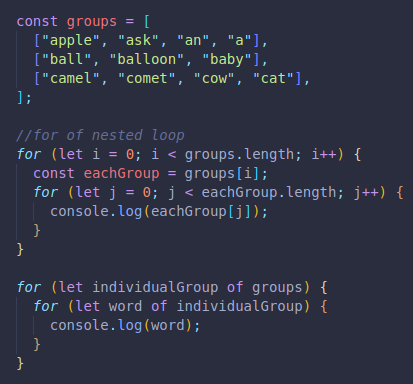 const groups = [
  ["apple", "ask", "an", "a"],
  ["ball", "balloon", "baby"],
  ["camel", "comet", "cow", "cat"],
];

//for of nested loop
for (let i = 0; i < groups.length; i++) {
  const eachGroup = groups[i];
  for (let j = 0; j < eachGroup.length; j++) {
    console.log(eachGroup[j]);
  }
}

for (let individualGroup of groups) {
  for (let word of individualGroup) {
    console.log(word);
  }
}